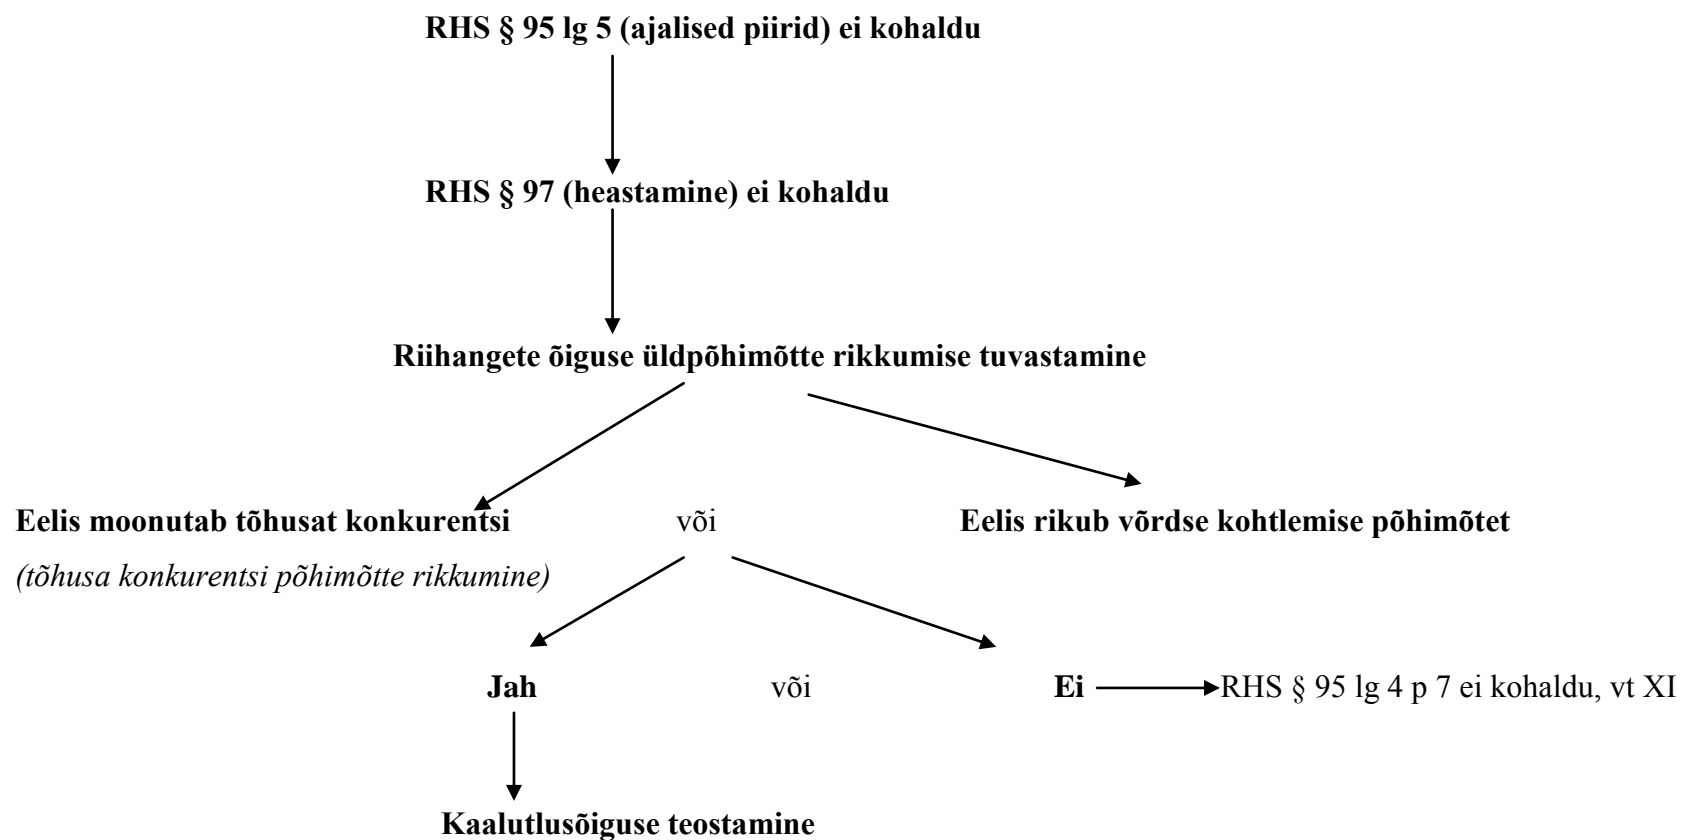 RHS § 95 lg 5 (ajalised piirid) ei kohaldu
RHS § 97 (heastamine) ei kohaldu
Riihangete õiguse üldpõhimõtte rikkumise tuvastamine
Eelis moonutab tõhusat konkurentsi või Eelis rikub võrdse kohtlemise põhimõtet
(tõhusa konkurentsi põhimõtte rikkumine)
Jah või Ei RHS § 95 lg 4 p 7 ei kohaldu, vt XI
Kaalutlusõiguse teostamine